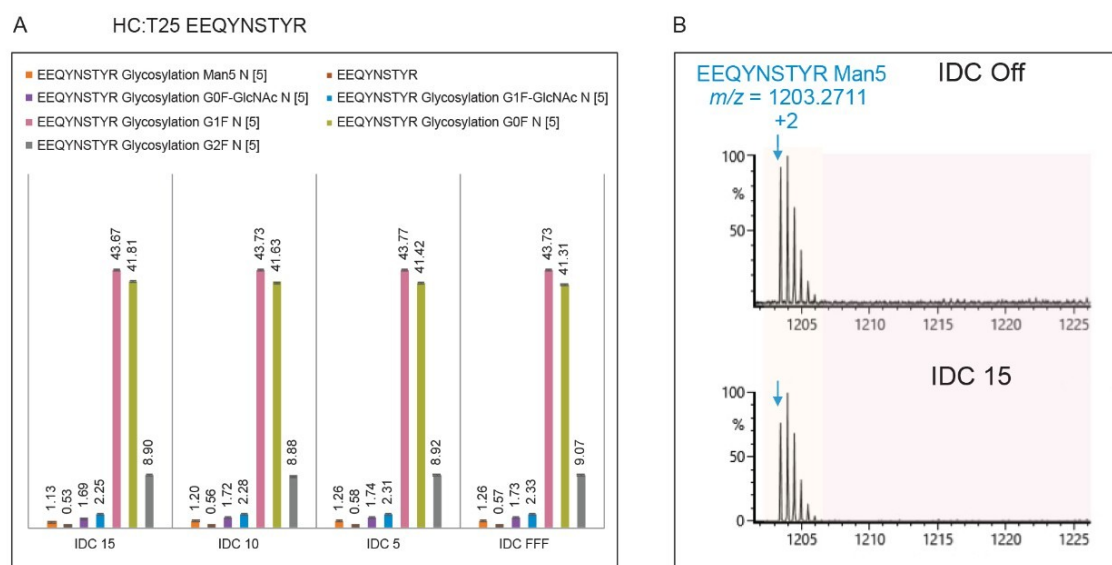 A
HC:T25 EEQYNSTYR
EEQYNSTYR Glycosylation Man5 N [5]
EEQYNSTYR
EEQYNSTYR Glycosylation G0F-GlcNAc N [5]
EEQYNSTYR Glycosylation G1F-GlcNAc N [5]
EEQYNSTYR Glycosylation G1F N [5]
EEQYNSTYR Glycosylation G0F N [5]
EEQYNSTYR Glycosylation G2F N [5]
1.13 0.53 1.69 2.25 43.67 41.81 8.90
1.20 0.56 1.72 2.28 43.73 41.63 8.88
1.26 0.58 1.74 2.31 43.77 41.42 8.92
1.26 0.57 1.73 2.33 43.73 41.31 9.07
IDC 15 IDC 10 IDC 5 IDC FFF
B
EEQYNSTYR Man5
m/z = 1203.2711
+2
IDC Off
100
%
50
1205 1210 1215 1220 1225
IDC 15
100
%
50
0
1205 1210 1215 1220 1225